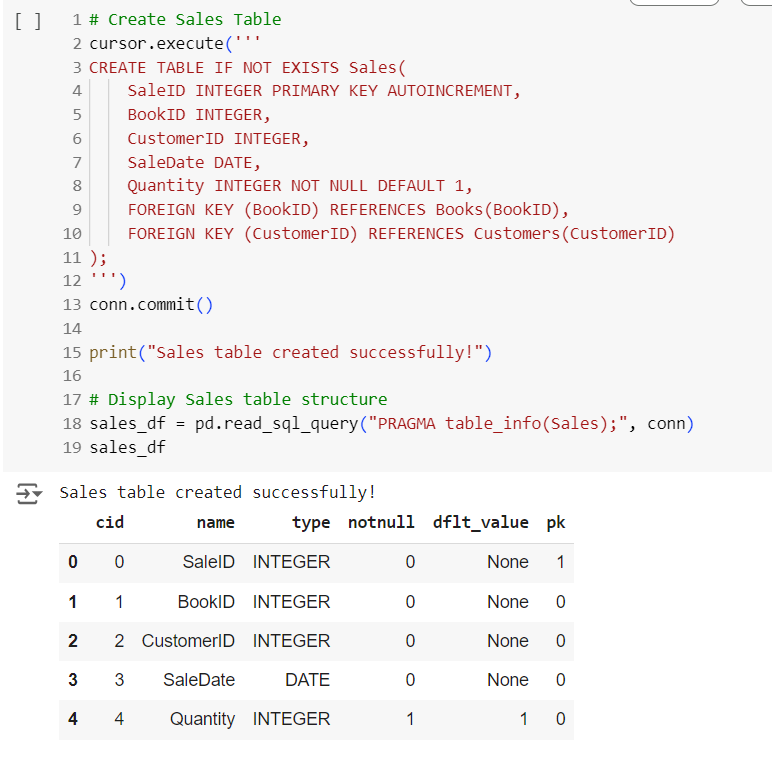 [ ] 1 # Create Sales Table
2 cursor.execute('''
3 CREATE TABLE IF NOT EXISTS Sales(
4     SaleID INTEGER PRIMARY KEY AUTOINCREMENT,
5     BookID INTEGER,
6     CustomerID INTEGER,
7     SaleDate DATE,
8     Quantity INTEGER NOT NULL DEFAULT 1,
9     FOREIGN KEY (BookID) REFERENCES Books(BookID),
10     FOREIGN KEY (CustomerID) REFERENCES Customers(CustomerID)
11 );
12 ''')
13 conn.commit()
14
15 print("Sales table created successfully!")
16
17 # Display Sales table structure
18 sales_df = pd.read_sql_query("PRAGMA table_info(Sales);", conn)
19 sales_df
Sales table created successfully!
cid name type notnull dflt_value pk
0 0 SaleID INTEGER 0 None 1
1 1 BookID INTEGER 0 None 0
2 2 CustomerID INTEGER 0 None 0
3 3 SaleDate DATE 0 None 0
4 4 Quantity INTEGER 1 1 0